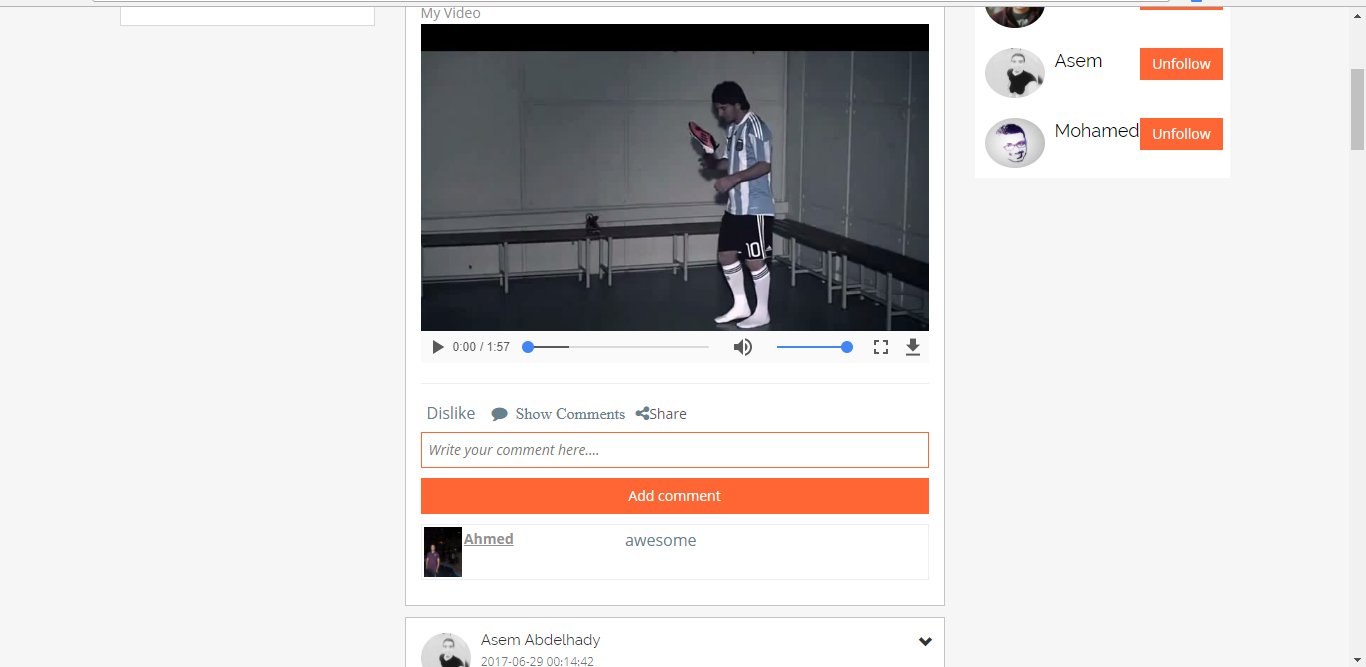 My Video
10
0:00 / 1:57
Dislike
Show Comments
Share
Write your comment here....
Add comment
Ahmed
awesome
Asem Abdelhady
2017-06-29 00:14:42
Asem
Unfollow
Mohamed
Unfollow